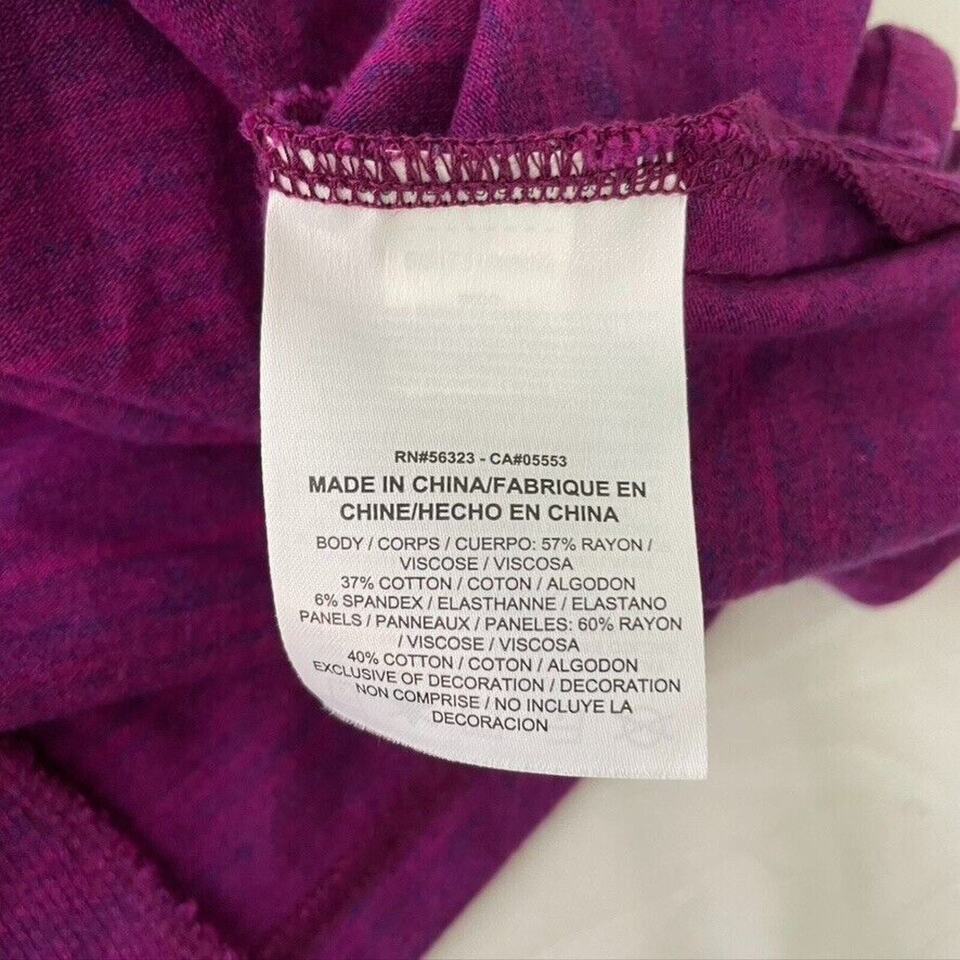 RN#56323 - CA#05553
MADE IN CHINA/FABRIQUE EN
CHINE/HECHO EN CHINA
BODY / CORPS / CUERPO: 57% RAYON /
VISCOSE / VISCOSA
37% COTTON / COTON / ALGODON
6% SPANDEX / ELASTHANNE / ELASTANO
PANELS / PANNEAUX / PANELES: 60% RAYON
/ VISCOSE / VISCOSA
40% COTTON / COTON / ALGODON
EXCLUSIVE OF DECORATION / DECORATION
NON COMPRISE / NO INCLUYE LA
DECORACION